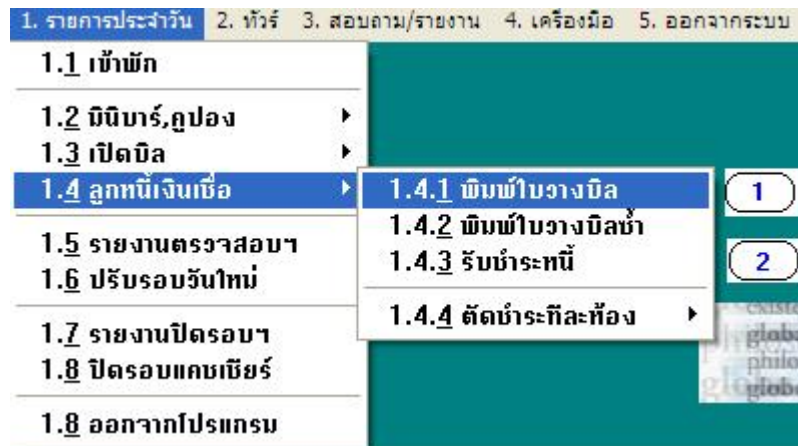 1. รายการประจำวัน 2. ทัวร์ 3. สอบถาม/รายงาน 4. เครื่องมือ 5. ออกจากระบบ
1.1 เข้าพัก
1.2 มินิบาร์,คูปอง
1.3 เปิดบิล
1.4 ลูกหนี้เงินเชื่อ
1.4.1 พิมพ์ใบวางบิล
1
1.4.2 พิมพ์ใบวางบิลซ้ำ
1.4.3 รับชำระหนี้
2
1.4.4 ตัดชำระทีละห้อง
1.5 รายงานตรวจสอบฯ
1.6 ปรับรอบวันใหม่
1.7 รายงานปิดรอบฯ
1.8 ปิดรอบแคชเชียร์
1.8 ออกจากโปรแกรม
philo